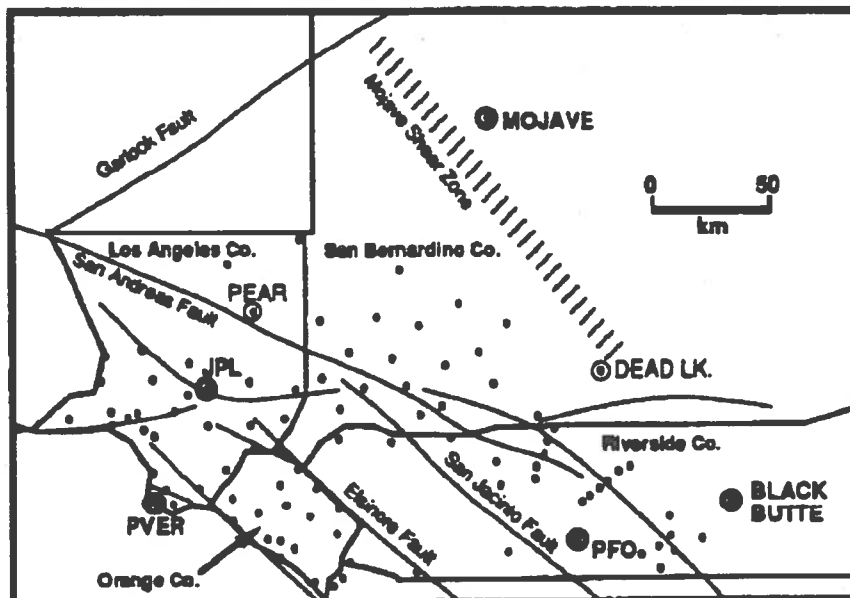 Garlock Fault
Mojave Shear Zone
MOJAVE
0 50
km
Los Angeles Co.
San Bernardino Co.
San Andreas Fault
PEAR
JPL
DEAD LK.
Riverside Co.
San Jacinto Fault
Elsinore Fault
BLACK
BUTTE
PVER
PFO
Orange Co.